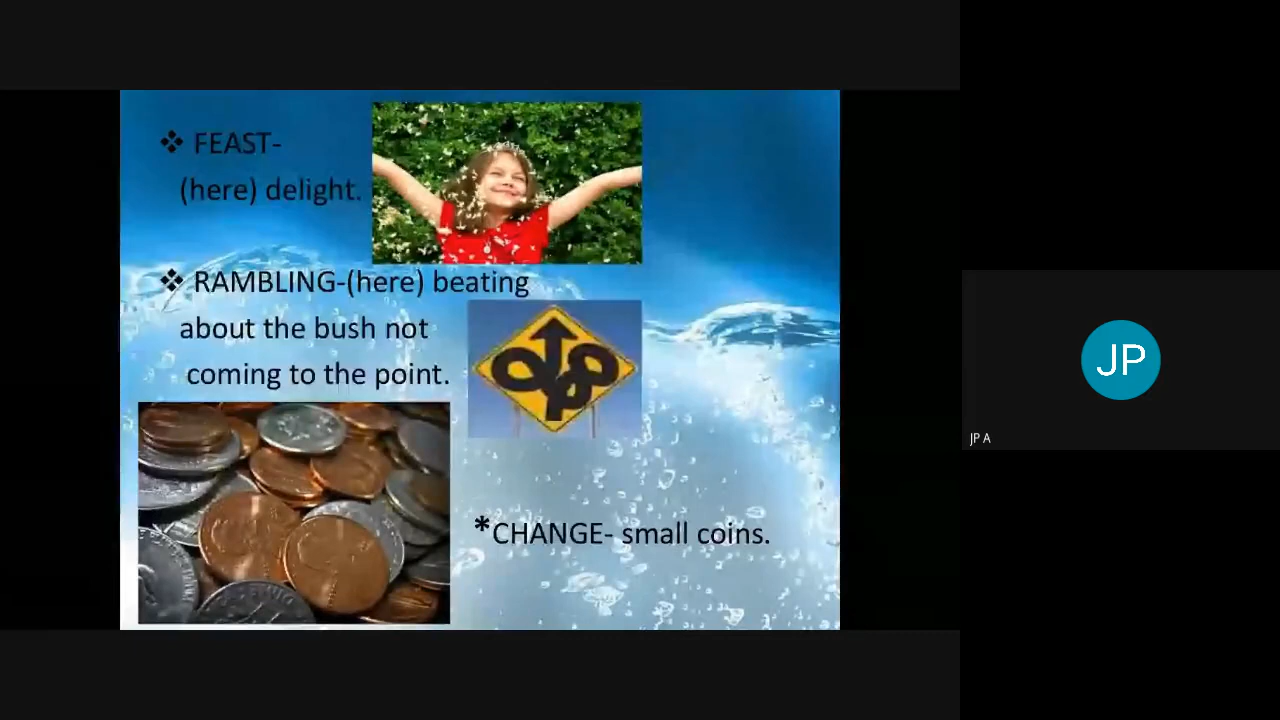 ❖ FEAST-
(here) delight.
❖ RAMBLING-(here) beating
about the bush not
coming to the point.
*CHANGE- small coins.
JP
JP A